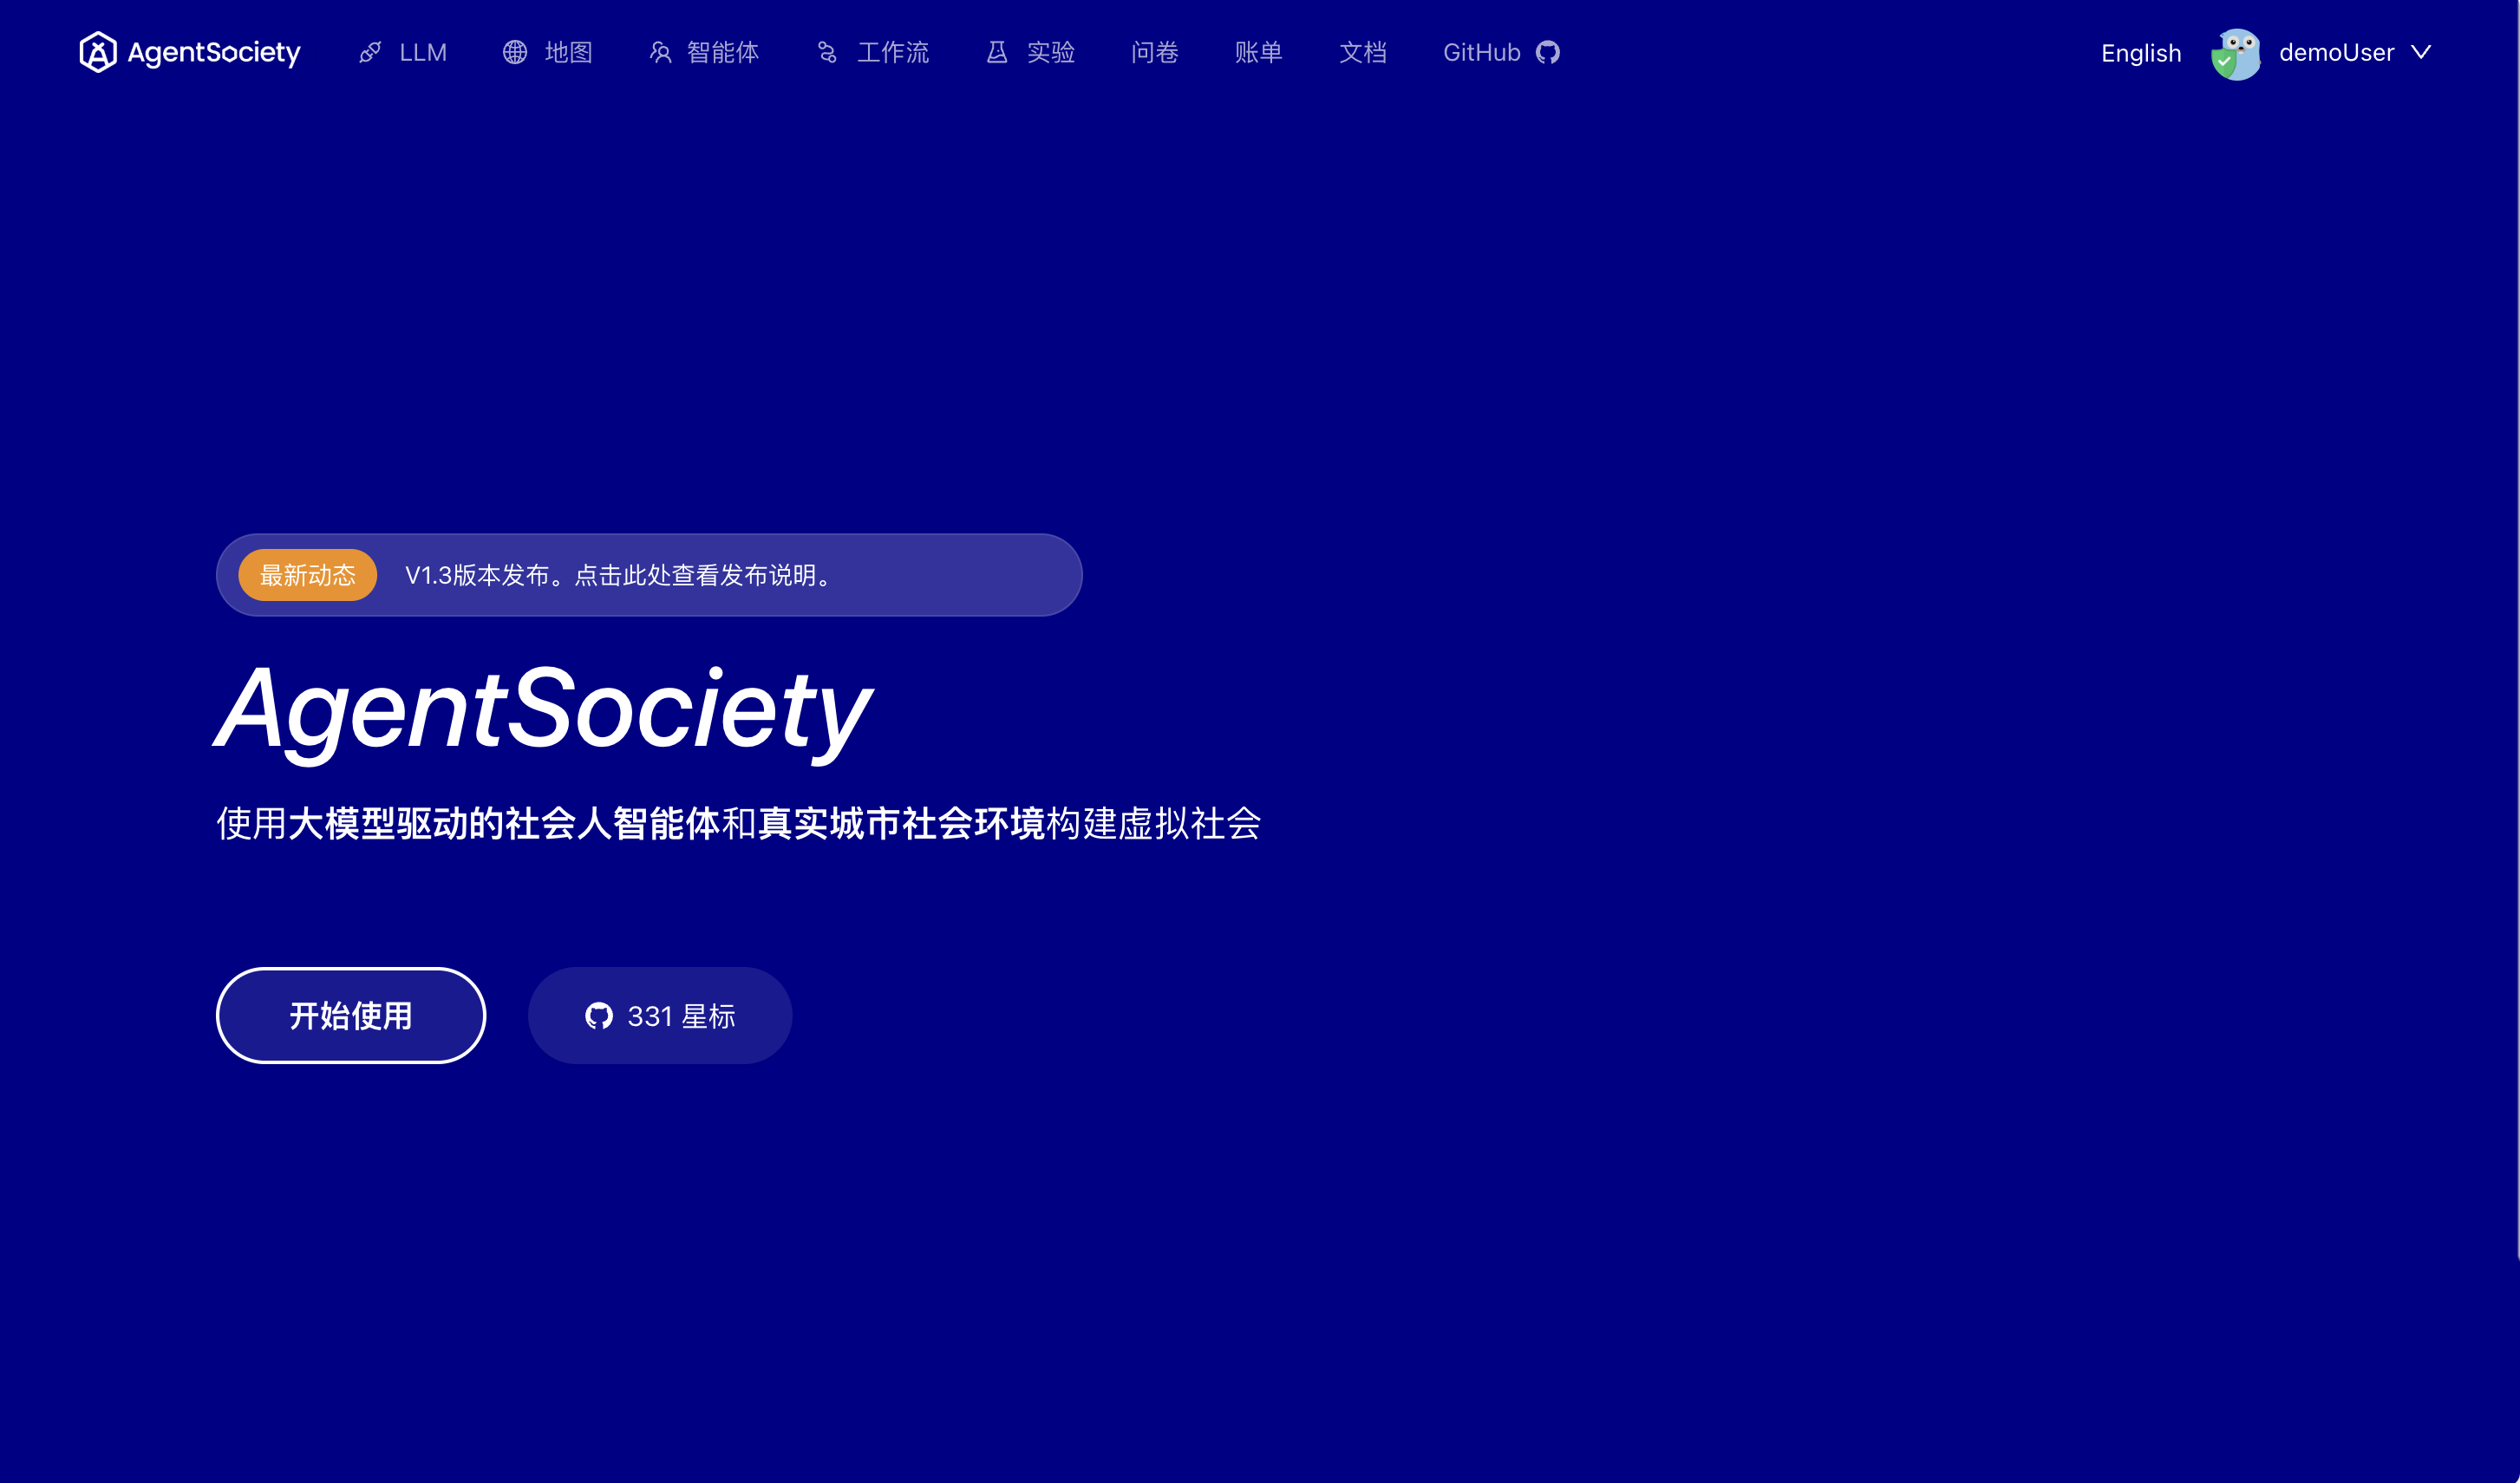 AgentSociety LLM 地图 智能体 工作流 实验 问卷 账单 文档 GitHub English demoUser
最新动态 V1.3版本发布。点击此处查看发布说明。
AgentSociety
使用大模型驱动的社会人智能体和真实城市社会环境构建虚拟社会
开始使用 331 星标